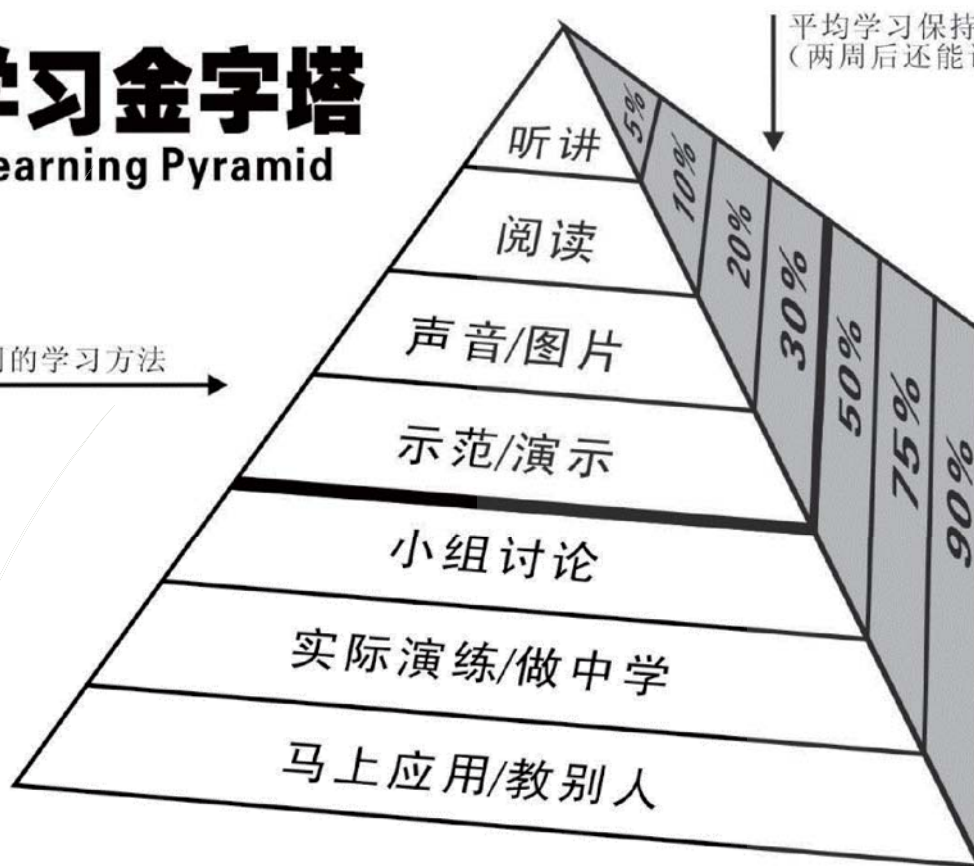 学习金字塔
earning Pyramid
平均学习保持
（两周后还能
的学习方法
听讲
阅读
声音/图片
示范/演示
小组讨论
实际演练/做中学
马上应用/教别人
5%
10%
20%
30%
50%
75%
90%